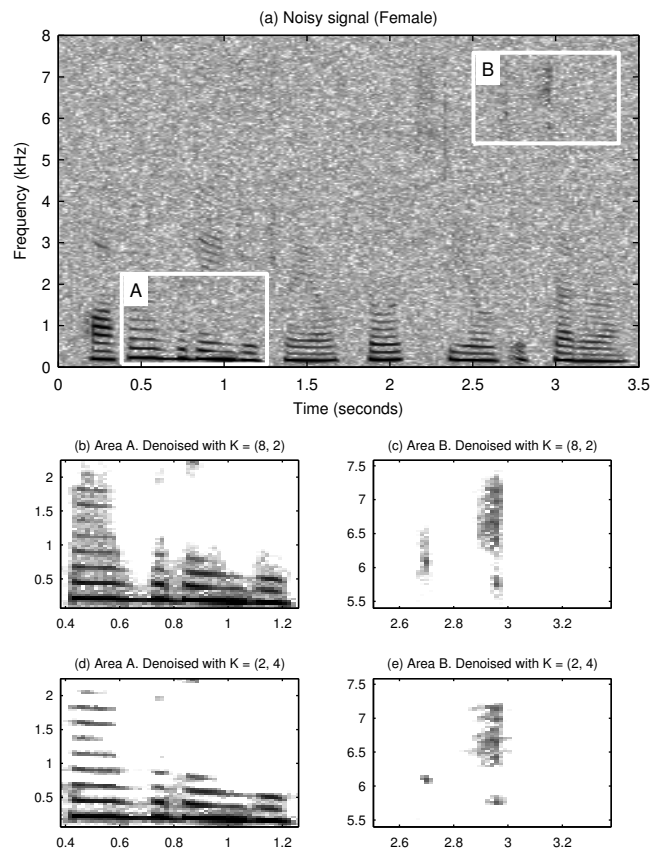 (a) Noisy signal (Female)
8
7
6
5
4
3
2
1
0
Frequency (kHz)
A
B
0 0.5 1 1.5 2 2.5 3 3.5
Time (seconds)
(b) Area A. Denoised with K = (8, 2)
2
1.5
1
0.5
0.4 0.6 0.8 1 1.2
(c) Area B. Denoised with K = (8, 2)
7.5
7
6.5
6
5.5
2.6 2.8 3 3.2
(d) Area A. Denoised with K = (2, 4)
2
1.5
1
0.5
0.4 0.6 0.8 1 1.2
(e) Area B. Denoised with K = (2, 4)
7.5
7
6.5
6
5.5
2.6 2.8 3 3.2